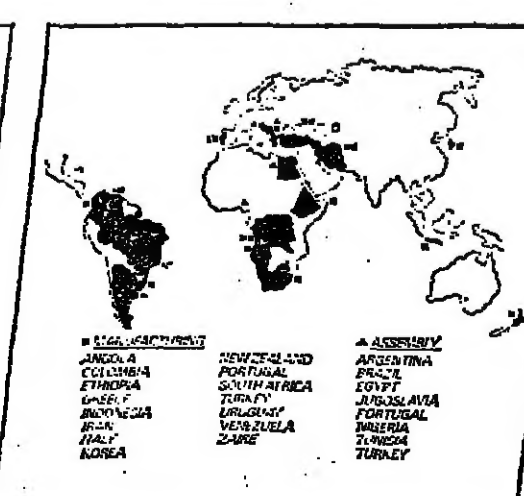 ■ MANUFACTURING
ANGOLA
COLOMBIA
ETHIOPIA
GREECE
INDONESIA
IRAN
ITALY
KOREA
NEW ZEALAND
PORTUGAL
SOUTH AFRICA
TURKEY
URUGUAY
VENEZUELA
ZAIRE
▲ ASSEMBLY
ARGENTINA
BRAZIL
EGYPT
JUGOSLAVIA
PORTUGAL
NIGERIA
TUNISIA
TURKEY